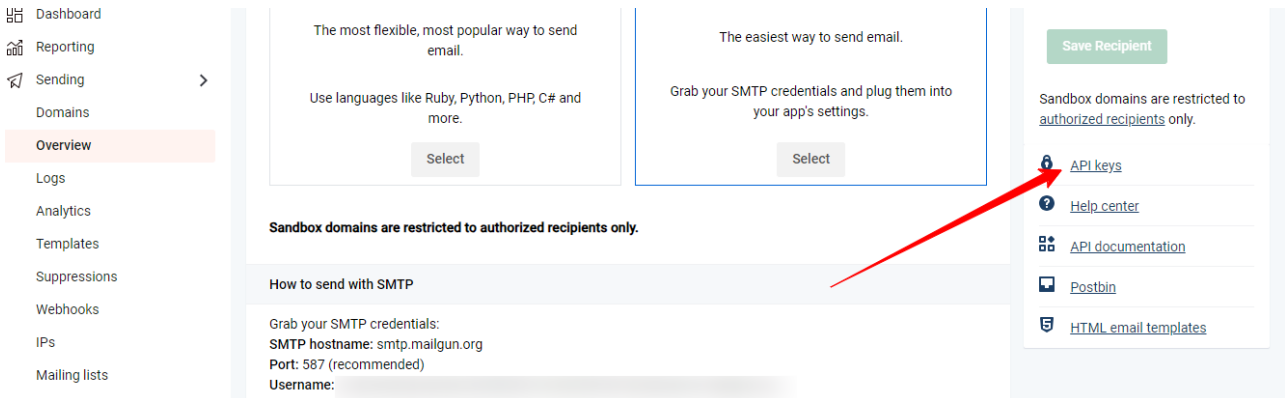 Dashboard
Reporting
Sending
Domains
Overview
Logs
Analytics
Templates
Suppressions
Webhooks
IPs
Mailing lists
The most flexible, most popular way to send
email.
Use languages like Ruby, Python, PHP, C# and
more.
Select
The easiest way to send email.
Grab your SMTP credentials and plug them into
your app's settings.
Select
Sandbox domains are restricted to authorized recipients only.
How to send with SMTP
Grab your SMTP credentials:
SMTP hostname: smtp.mailgun.org
Port: 587 (recommended)
Username:
Save Recipient
Sandbox domains are restricted to
authorized recipients only.
API keys
Help center
API documentation
Postbin
HTML email templates